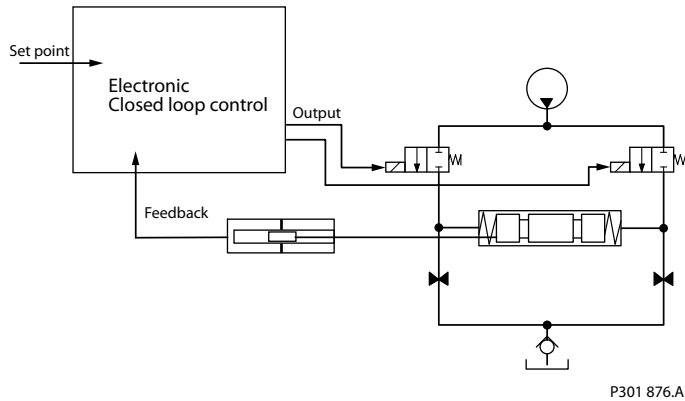 Set point
Electronic
Closed loop control
Output
Feedback
P301 876.A